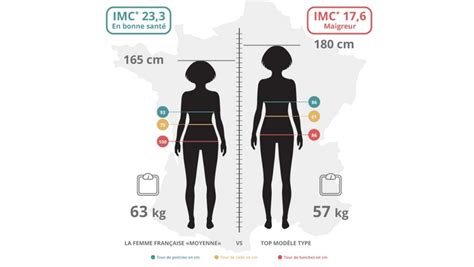 IMC* 23,3
En bonne santé
IMC* 17,6
Maigreur
165 cm
180 cm
93
76
100
86
61
86
63 kg
57 kg
LA FEMME FRANÇAISE «MOYENNE» VS TOP MODÈLE TYPE
Tour de poitrine en cm
Tour de taille en cm
Tour de hanches en cm